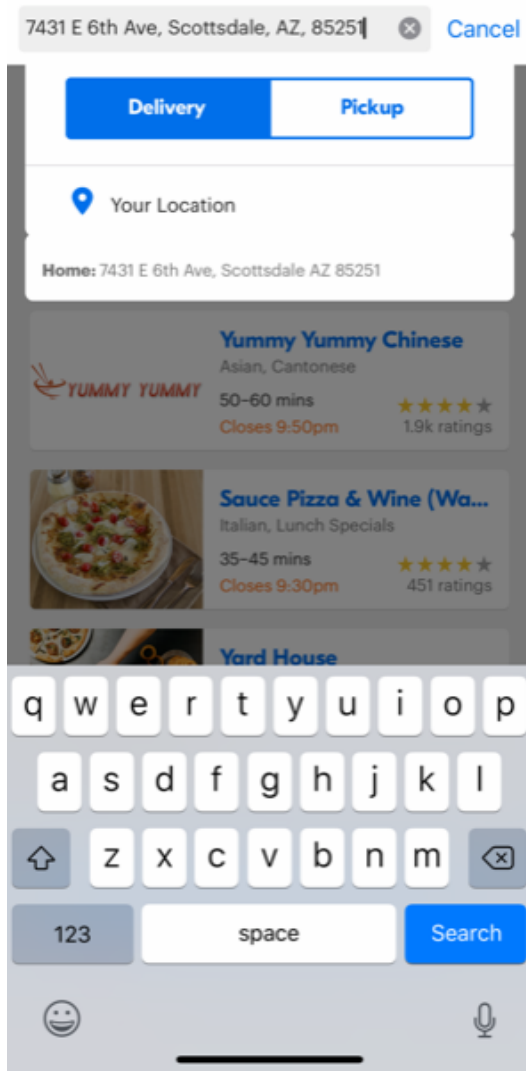 7431 E 6th Ave, Scottsdale, AZ, 85251
Cancel
Delivery
Pickup
Your Location
Home: 7431 E 6th Ave, Scottsdale AZ 85251
YUMMY YUMMY
Yummy Yummy Chinese
Asian, Cantonese
50–60 mins
Closes 9:50pm
1.9k ratings
Sauce Pizza & Wine (Wa...
Italian, Lunch Specials
35–45 mins
Closes 9:30pm
451 ratings
Yard House
q w e r t y u i o p
a s d f g h j k l
z x c v b n m
123
space
Search